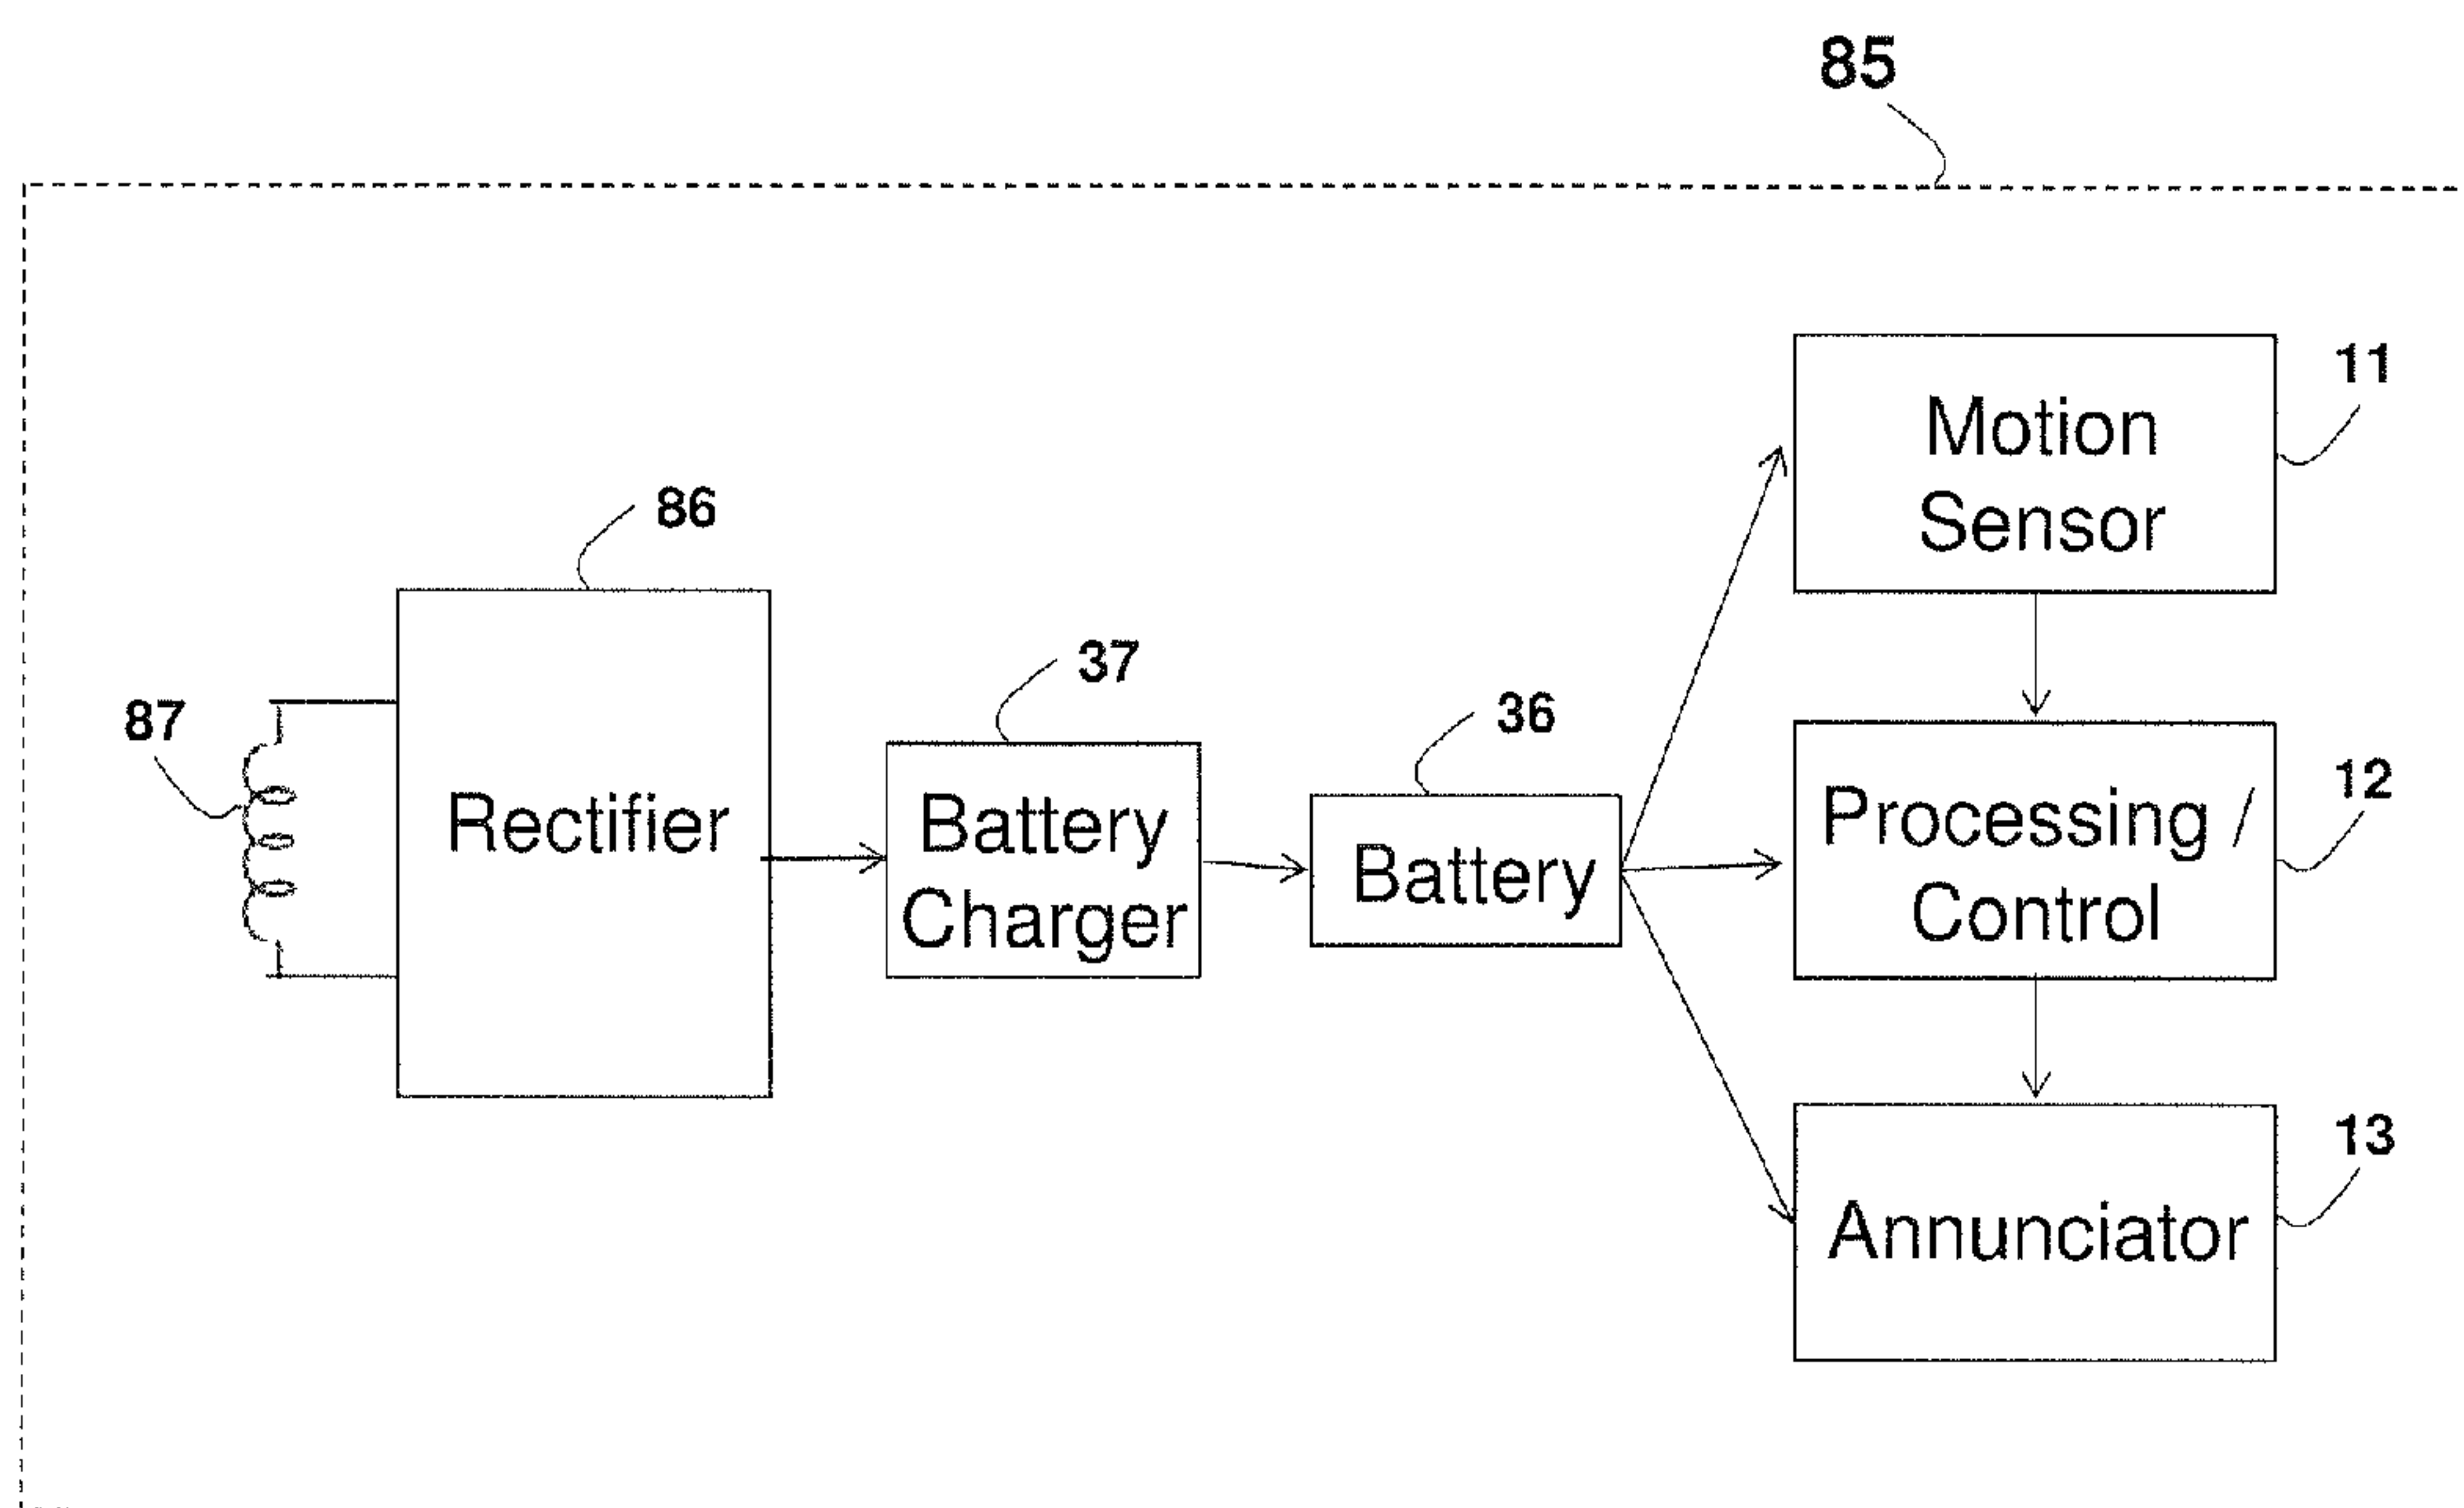 85
11
Motion
Sensor
86
37
87
36
12
Rectifier
Battery
Charger
Battery
Processing /
Control
13
Annunciator